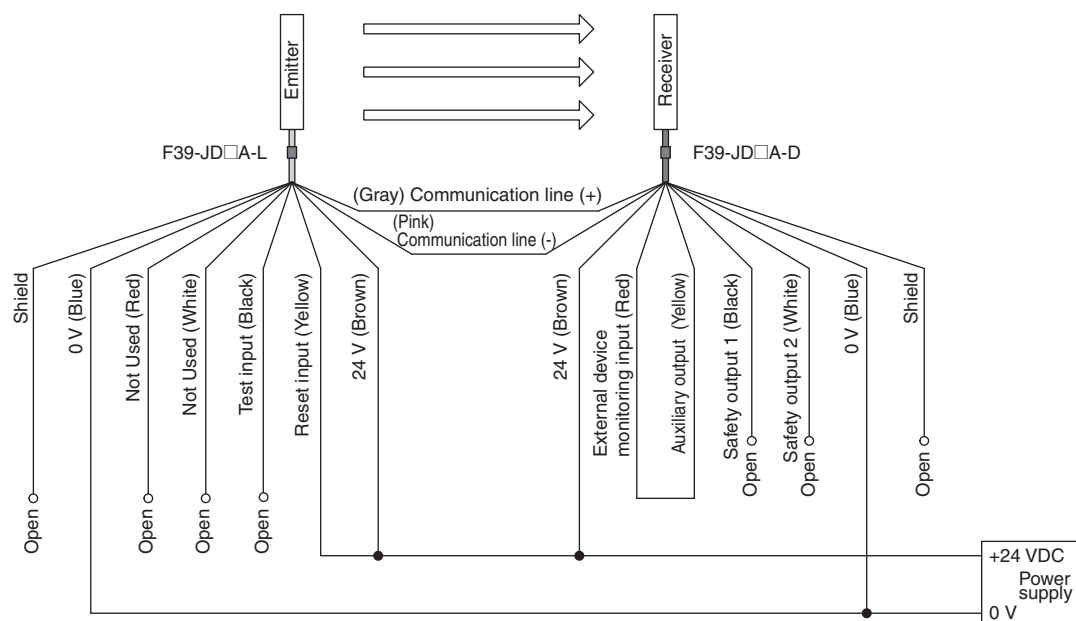 Emitter
Receiver
F39-JD□A-L
F39-JD□A-D
(Gray) Communication line (+)
(Pink)
Communication line (-)
Shield
0 V (Blue)
Not Used (Red)
Not Used (White)
Test input (Black)
Reset input (Yellow)
24 V (Brown)
24 V (Brown)
External device
monitoring input (Red)
Auxiliary output (Yellow)
Safety output 1 (Black)
Safety output 2 (White)
0 V (Blue)
Shield
Open
Open
Open
Open
Open
Open
Open
+24 VDC
Power
supply
0 V